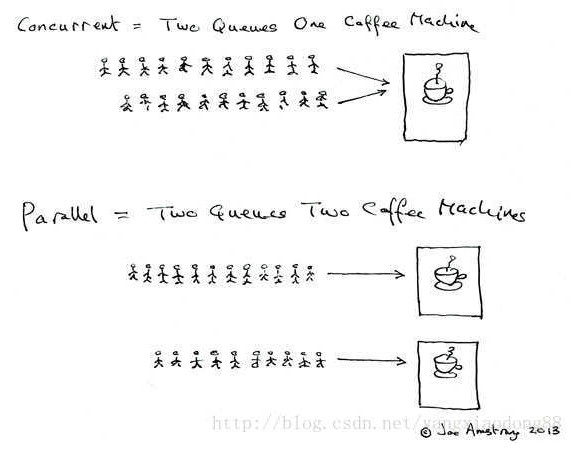 Concurrent = Two Queues One Coffee Machine
Parallel = Two Queues Two Coffee Machines
http://blog.csdn.net/yangxiaodong88
© Joe Armstrong 2013